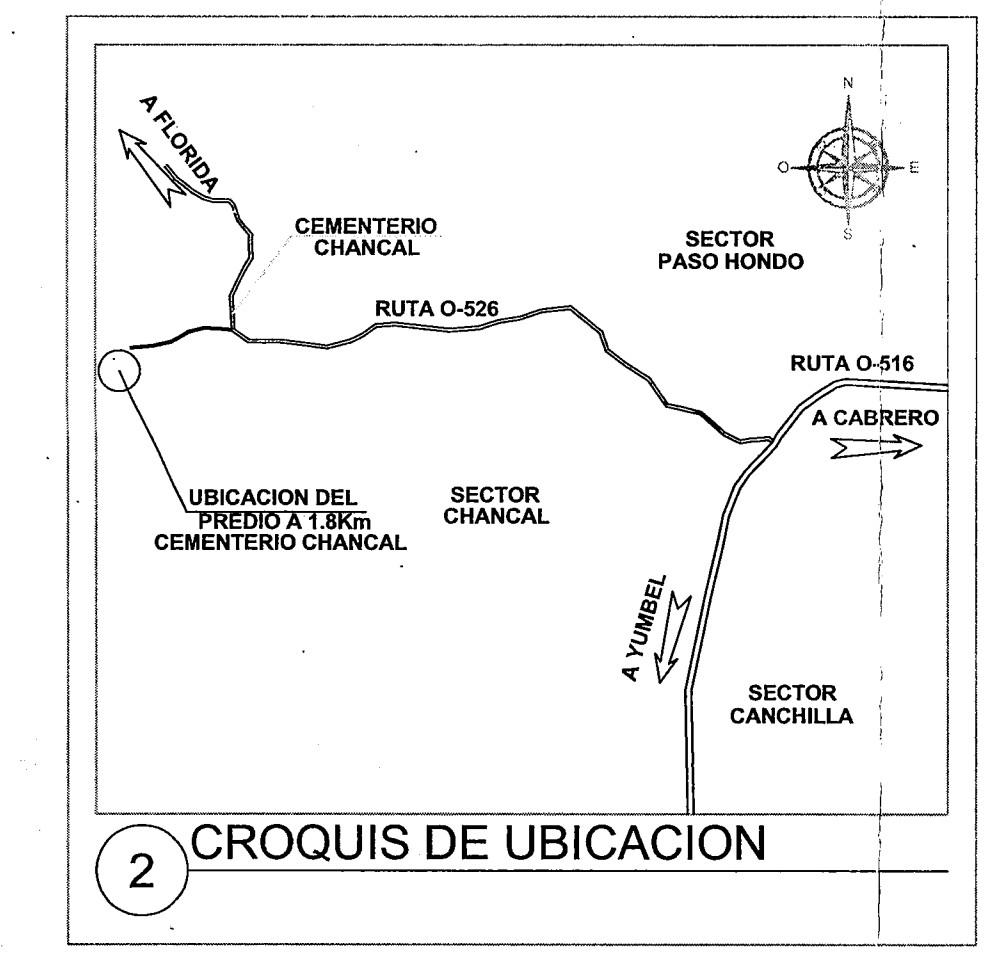 A FLORIDA
N
O
E
S
CEMENTERIO
CHANCAL
SECTOR
PASO HONDO
RUTA O-526
RUTA O-516
A CABRERO
UBICACION DEL
PREDIO A 1.8Km
CEMENTERIO CHANCAL
SECTOR
CHANCAL
A YUMBEL
SECTOR
CANCHILLA
2
CROQUIS DE UBICACION